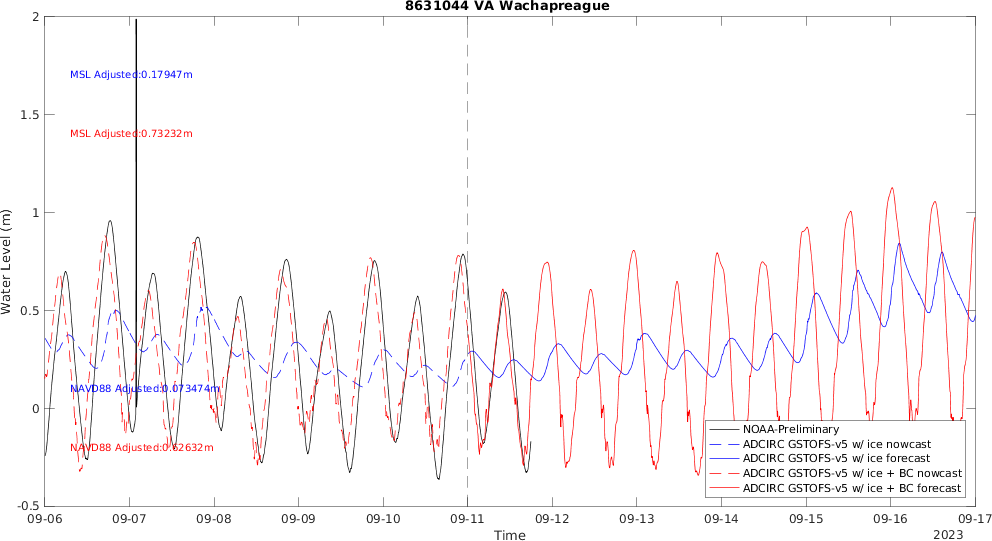 8631044 VA Wachapreague
2
1.5
1
0.5
0
-0.5
Water Level (m)
MSL Adjusted:0.17947m
MSL Adjusted:0.73232m
NAVD88 Adjusted:0.073474m
NAVD88 Adjusted:0.62632m
NOAA-Preliminary
ADCIRC GSTOFS-v5 w/ ice nowcast
ADCIRC GSTOFS-v5 w/ ice forecast
ADCIRC GSTOFS-v5 w/ ice + BC nowcast
ADCIRC GSTOFS-v5 w/ ice + BC forecast
09-06 09-07 09-08 09-09 09-10 09-11 09-12 09-13 09-14 09-15 09-16 09-17
Time
2023